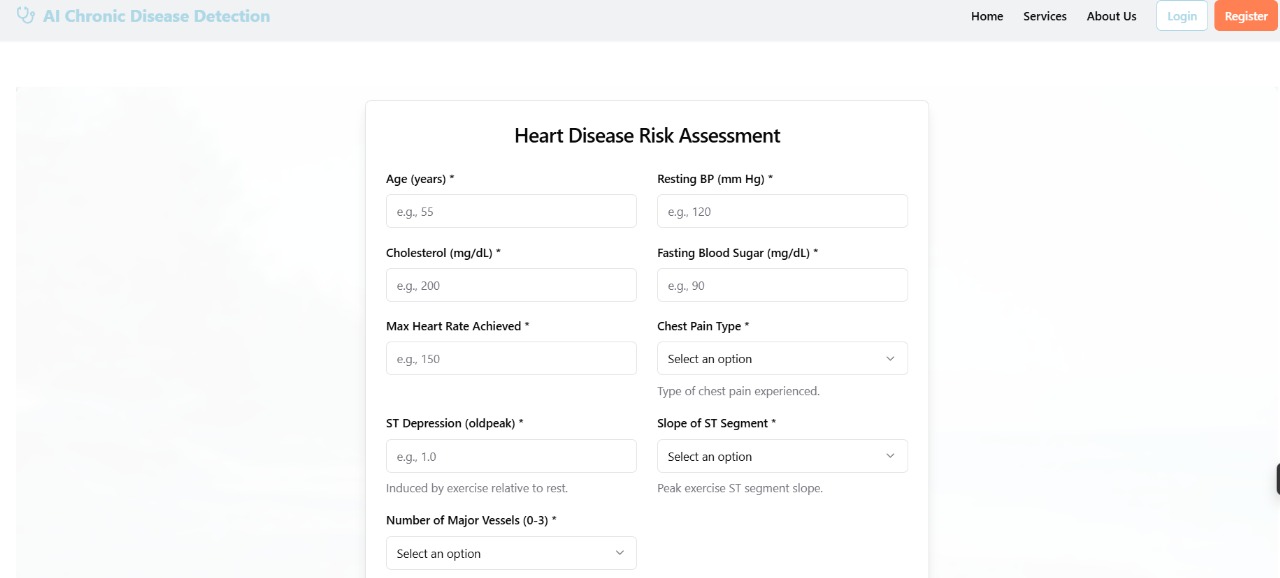 AI Chronic Disease Detection
Home Services About Us Login Register
Heart Disease Risk Assessment
Age (years) * Resting BP (mm Hg) *
e.g., 55 e.g., 120
Cholesterol (mg/dL) * Fasting Blood Sugar (mg/dL) *
e.g., 200 e.g., 90
Max Heart Rate Achieved * Chest Pain Type *
e.g., 150 Select an option
Type of chest pain experienced.
ST Depression (oldpeak) * Slope of ST Segment *
e.g., 1.0 Select an option
Induced by exercise relative to rest. Peak exercise ST segment slope.
Number of Major Vessels (0-3) *
Select an option